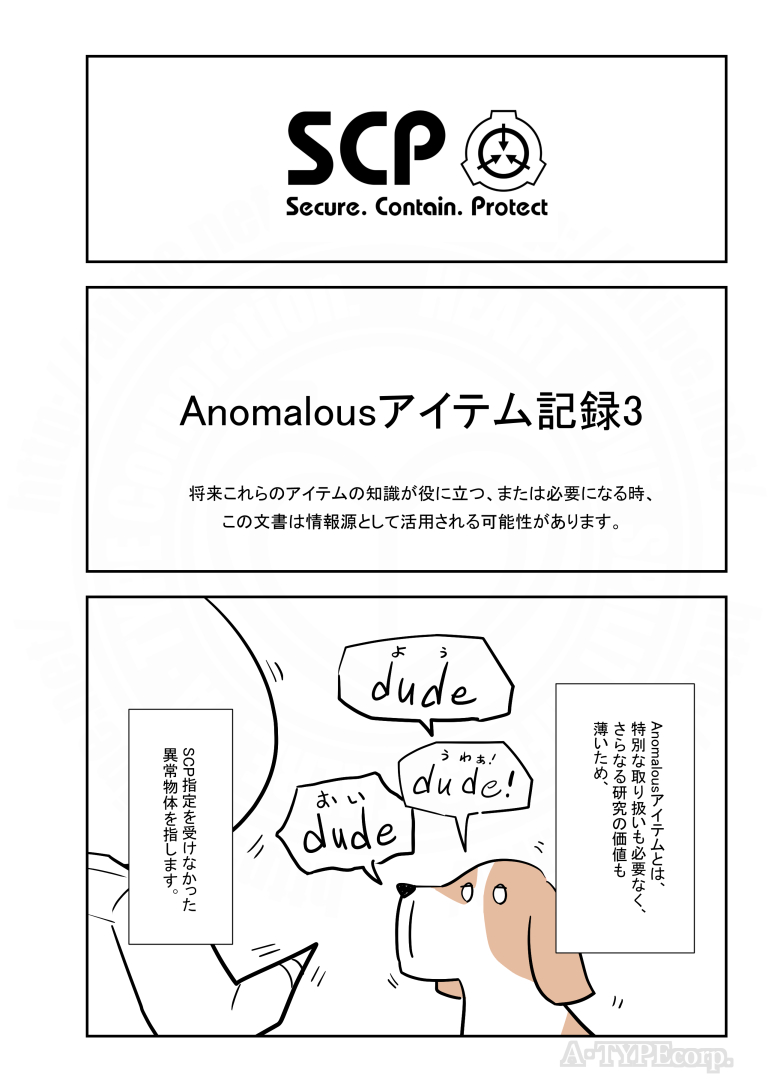 SCP
Secure. Contain. Protect
Anomalousアイテム記録3
将来これらのアイテムの知識が役に立つ、または必要になる時、
この文書は情報源として活用される可能性があります。
Anomalousアイテムとは、
特別な取り扱いも必要なく、
さらなる研究の価値も
薄いため、
よう
dude
うわぁ!
dude!
おい
dude
SCP指定を受けなかった
異常物体を指します。
A-TYPEcorp.